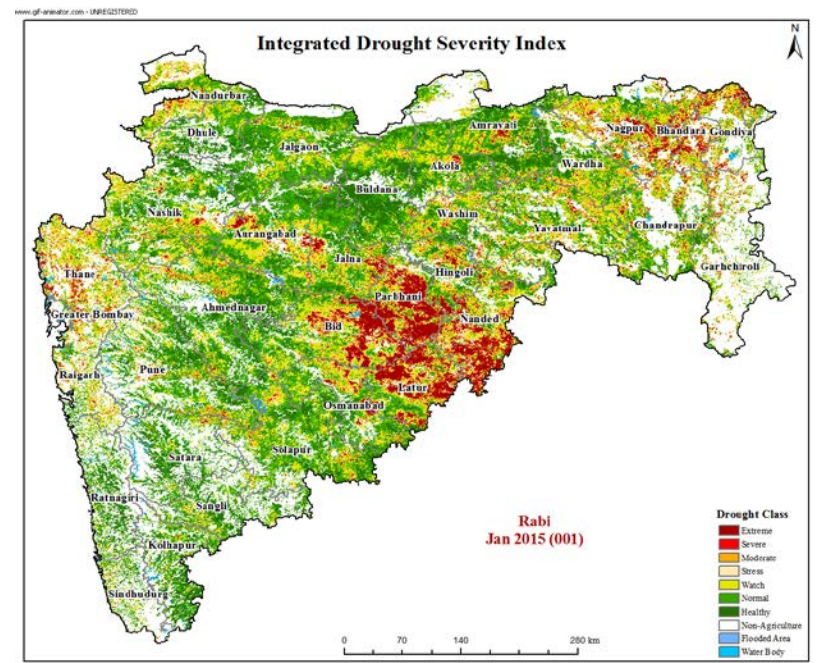 www.gif-animator.com - UNREGISTERED
Integrated Drought Severity Index
N
Nandurbar
Dhule
Jalgaon
Amravati
Nagpur
Bhandara
Gondiya
Akola
Wardha
Buldana
Nashik
Washim
Aurangabad
Yavatmal
Chandrapur
Jalna
Hingoli
Garhchiroli
Thane
Parbhani
Ahmednagar
Greater Bombay
Bid
Nanded
Pune
Raigarh
Latur
Osmanabad
Solapur
Satara
Ratnagiri
Sangli
Kolhapur
Sindhudurg
Rabi
Jan 2015 (001)
Drought Class
Extreme
Severe
Moderate
Stress
Watch
Normal
Healthy
Non-Agriculture
Flooded Area
Water Body
0 70 140 280 km